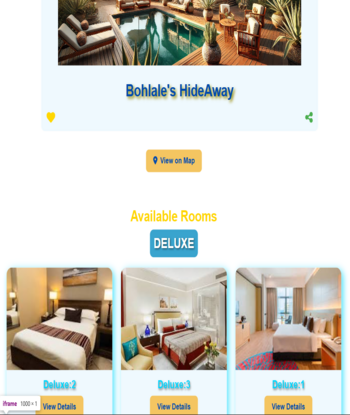 Bohlale's HideAway
View on Map
Available Rooms
DELUXE
Deluxe:2 Deluxe:3 Deluxe:1
iframe 1000 × 1
View Details View Details View Details